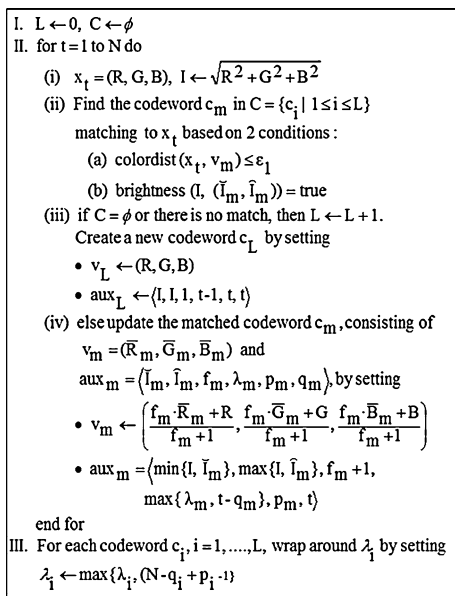 I. L ←0, C ←ϕ
II. for t=1 to N do
(i) x_t = (R, G, B), I ← √(R² + G² + B²)
(ii) Find the codeword c_m in C = {c_i | 1≤i≤L}
matching to x_t based on 2 conditions :
(a) colordist (x_t, v_m) ≤ ε_1
(b) brightness (I, (Ĭ_m, Î_m)) = true
(iii) if C = ϕ or there is no match, then L ← L + 1.
Create a new codeword c_L by setting
• v_L ← (R, G, B)
• aux_L ← ⟨I, I, 1, t-1, t, t⟩
(iv) else update the matched codeword c_m, consisting of
v_m = (R̅_m, G̅_m, B̅_m) and
aux_m = ⟨Ĭ_m, Î_m, f_m, λ_m, p_m, q_m⟩, by setting
• v_m ← ((f_m·R̅_m + R)/(f_m + 1), (f_m·G̅_m + G)/(f_m + 1), (f_m·B̅_m + B)/(f_m + 1))
• aux_m = ⟨min{I, Ĭ_m}, max{I, Î_m}, f_m + 1,
max{λ_m, t-q_m}, p_m, t⟩
end for
III. For each codeword c_i, i = 1, ....,L, wrap around λ_i by setting
λ_i ← max{λ_i, (N-q_i + p_i -1}